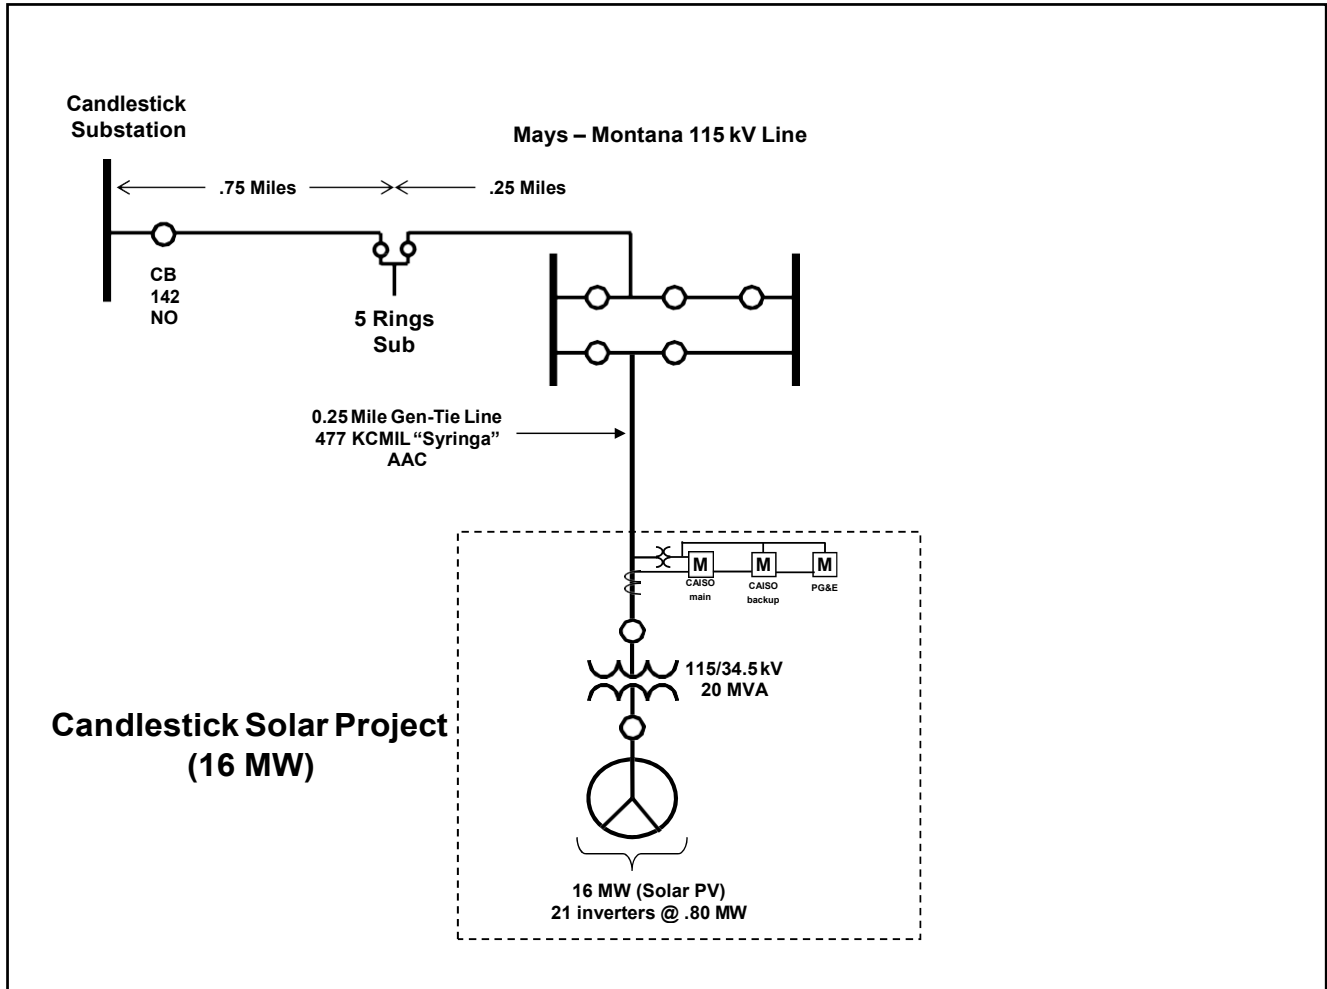 Candlestick
Substation
Mays – Montana 115 kV Line
.75 Miles
.25 Miles
CB
142
NO
5 Rings
Sub
0.25 Mile Gen-Tie Line
477 KCMIL “Syringa”
AAC
M
M
M
CAISO
main
CAISO
backup
PG&E
115/34.5 kV
20 MVA
Candlestick Solar Project
(16 MW)
16 MW (Solar PV)
21 inverters @ .80 MW